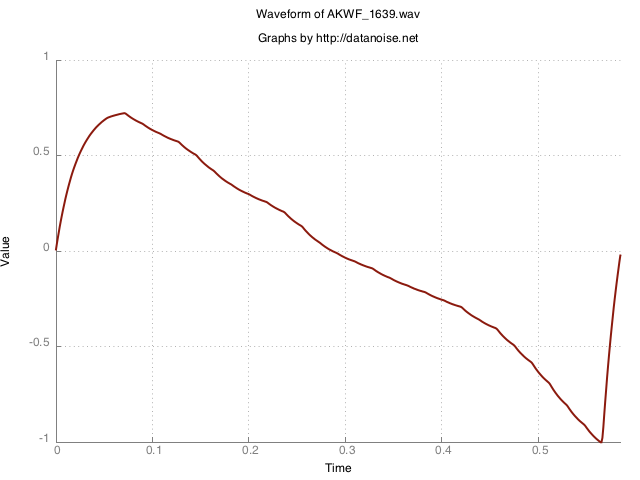 Waveform of AKWF_1639.wav
Graphs by http://datanoise.net
1
0.5
0
-0.5
-1
Value
0 0.1 0.2 0.3 0.4 0.5
Time